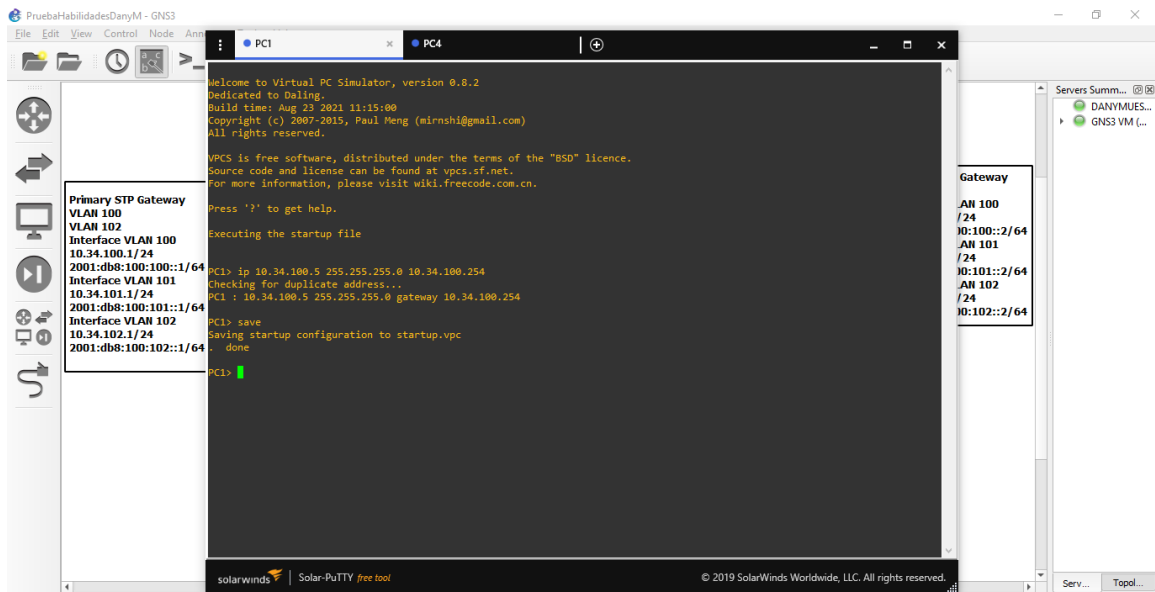 PruebaHabilidadesDanyM - GNS3
File Edit View Control Node Ann
PC1 × PC4
Welcome to Virtual PC Simulator, version 0.8.2
Dedicated to Daling.
Build time: Aug 23 2021 11:15:00
Copyright (c) 2007-2015, Paul Meng (mirnshi@gmail.com)
All rights reserved.
VPCS is free software, distributed under the terms of the "BSD" licence.
Source code and license can be found at vpcs.sf.net.
For more information, please visit wiki.freecode.com.cn.
Press '?' to get help.
Executing the startup file
PC1> ip 10.34.100.5 255.255.255.0 10.34.100.254
Checking for duplicate address...
PC1 : 10.34.100.5 255.255.255.0 gateway 10.34.100.254
PC1> save
Saving startup configuration to startup.vpc
. done
PC1>
Primary STP Gateway
VLAN 100
VLAN 102
Interface VLAN 100
10.34.100.1/24
2001:db8:100:100::1/64
Interface VLAN 101
10.34.101.1/24
2001:db8:100:101::1/64
Interface VLAN 102
10.34.102.1/24
2001:db8:100:102::1/64
Gateway
AN 100
/24
00:100::2/64
AN 101
/24
00:101::2/64
AN 102
/24
00:102::2/64
Servers Summ...
DANYMUES...
GNS3 VM (...
solarwinds | Solar-PuTTY free tool
© 2019 SolarWinds Worldwide, LLC. All rights reserved.
Serv... Topol...